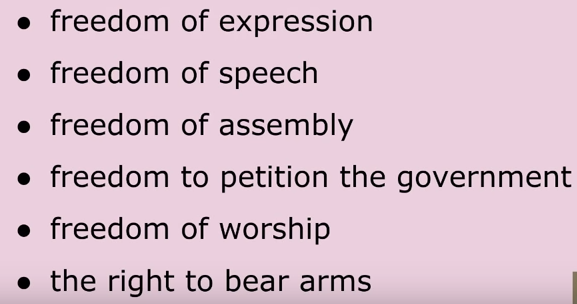 ● freedom of expression
● freedom of speech
● freedom of assembly
● freedom to petition the government
● freedom of worship
● the right to bear arms